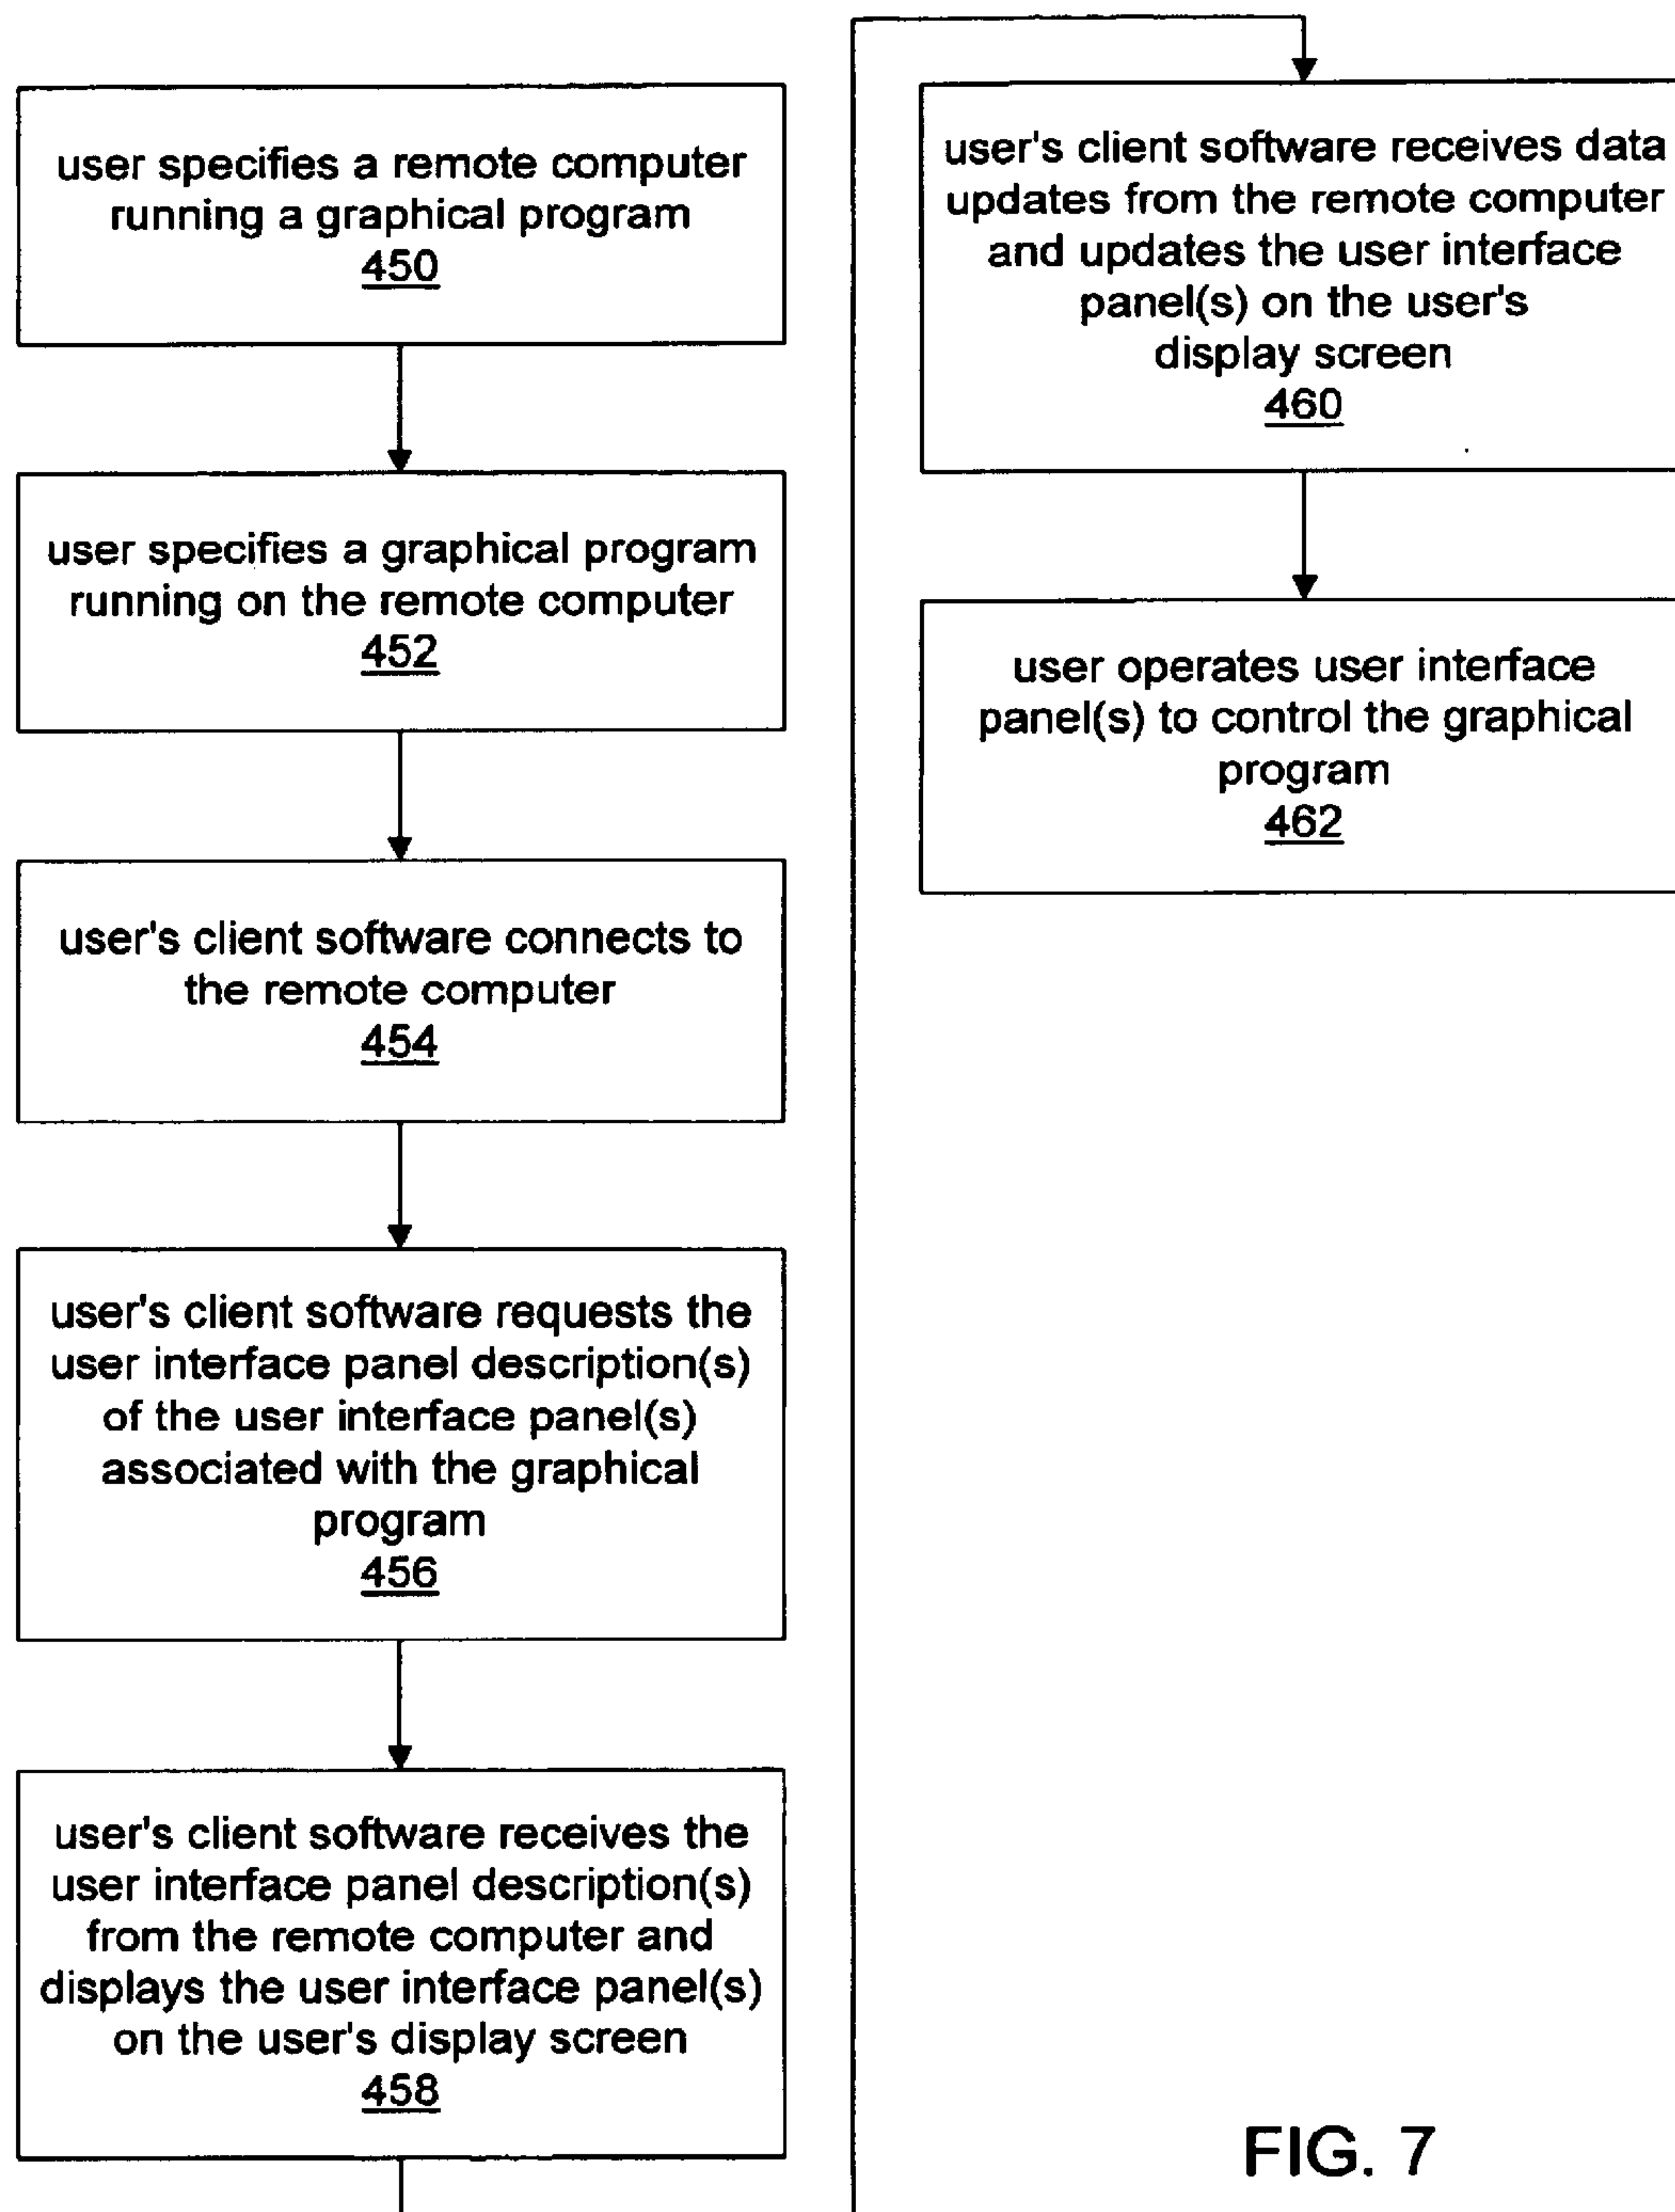 user specifies a remote computer
running a graphical program
450
user specifies a graphical program
running on the remote computer
452
user's client software connects to
the remote computer
454
user's client software requests the
user interface panel description(s)
of the user interface panel(s)
associated with the graphical
program
456
user's client software receives the
user interface panel description(s)
from the remote computer and
displays the user interface panel(s)
on the user's display screen
458
user's client software receives data
updates from the remote computer
and updates the user interface
panel(s) on the user's
display screen
460
user operates user interface
panel(s) to control the graphical
program
462
FIG. 7